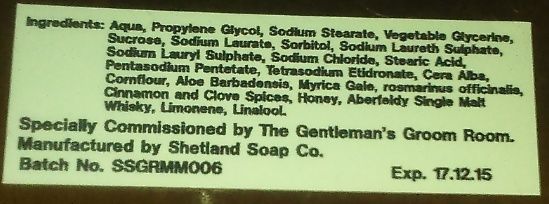 Ingredients: Aqua, Propylene Glycol, Sodium Stearate, Vegetable Glycerine,
Sucrose, Sodium Laurate, Sorbitol, Sodium Laureth Sulphate,
Sodium Lauryl Sulphate, Sodium Chloride, Stearic Acid,
Pentasodium Pentetate, Tetrasodium Etidronate, Cera Alba,
Cornflour, Aloe Barbadensis, Myrica Gale, rosmarinus officinalis,
Cinnamon and Clove Spices, Honey, Aberfeldy Single Malt
Whisky, Limonene, Linalool.
Specially Commissioned by The Gentleman's Groom Room.
Manufactured by Shetland Soap Co.
Batch No. SSGRMM006 Exp. 17.12.15